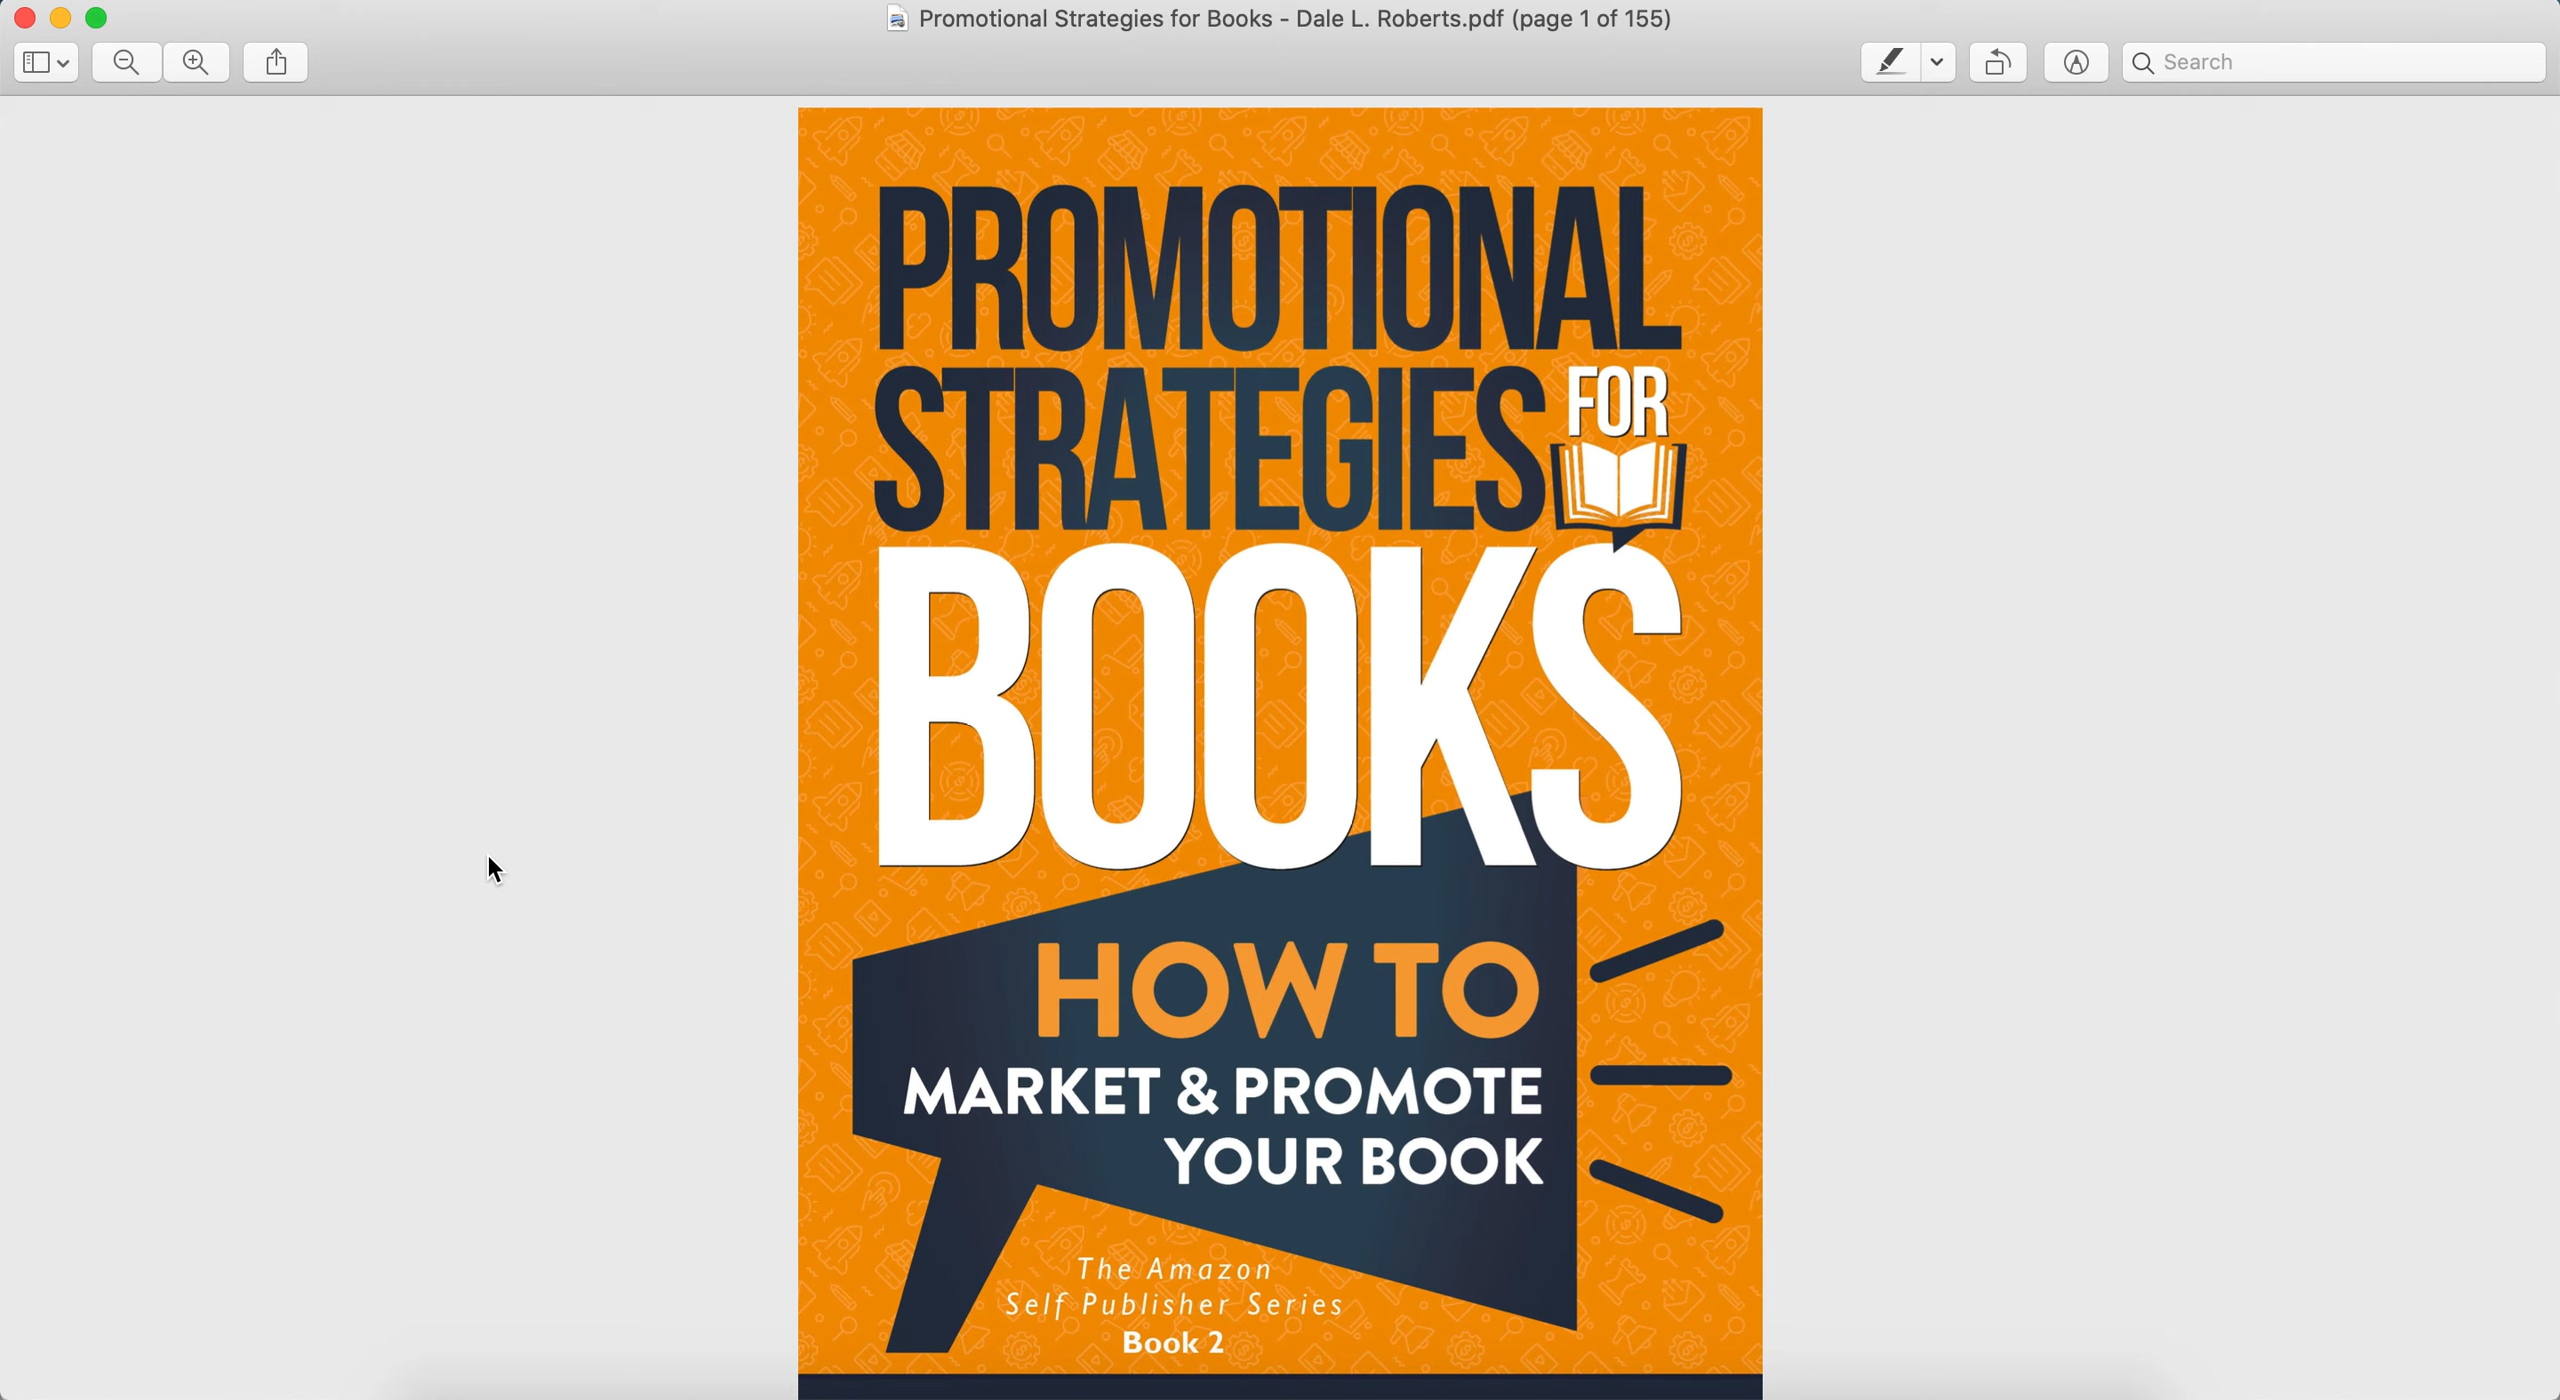 Promotional Strategies for Books - Dale L. Roberts.pdf (page 1 of 155)
Search
PROMOTIONAL
STRATEGIES FOR
BOOKS
HOW TO
MARKET & PROMOTE
YOUR BOOK
The Amazon
Self Publisher Series
Book 2